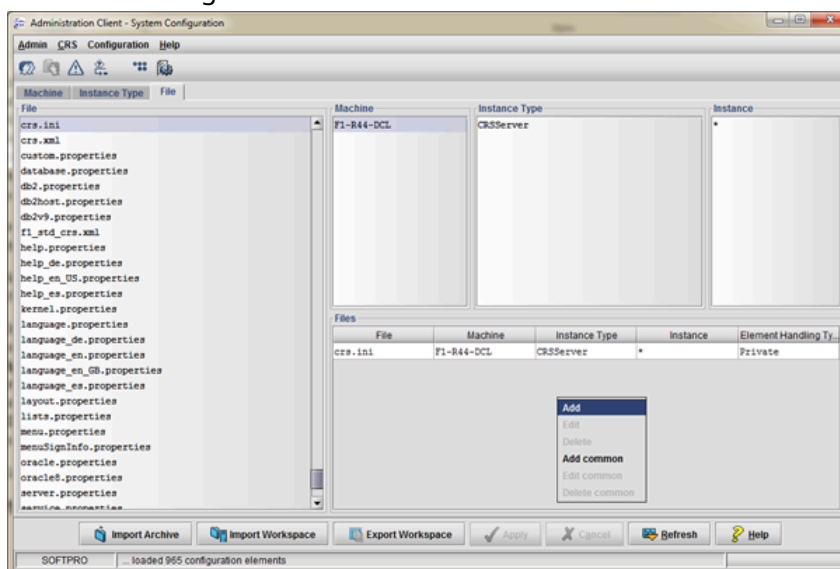 Administration Client - System Configuration
Admin CRS Configuration Help
Machine Instance Type File
File Machine Instance Type Instance
crs.ini F1-R44-DCL CRSServer *
crs.xml
custom.properties
database.properties
db2.properties
db2host.properties
db2v9.properties
f1_std_crs.xml
help.properties
help_de.properties
help_en_US.properties
help_es.properties
kernel.properties
language.properties
language_de.properties
language_en.properties
language_en_GB.properties
language_es.properties
layout.properties
lists.properties
menu.properties
menuSignInfo.properties
oracle.properties
oracle8.properties
server.properties
service.properties
Files
File Machine Instance Type Instance Element Handling Ty...
crs.ini F1-R44-DCL CRSServer * Private
Add
Edit
Delete
Add common
Edit common
Delete common
Import Archive Import Workspace Export Workspace Apply Cancel Refresh Help
SOFTPRO ... loaded 965 configuration elements